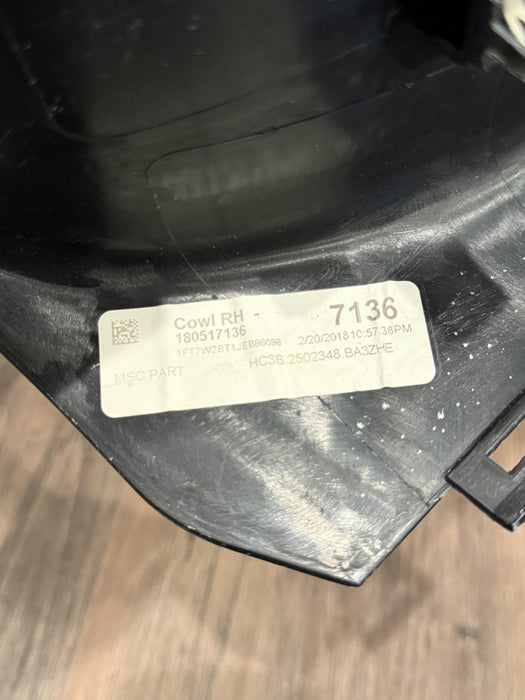 Cowl RH - 7136
180517136
1FT7W2BT1JEB86698 2/20/2018 10:57:38PM
MSC PART HC3B.2502348.BA3ZHE